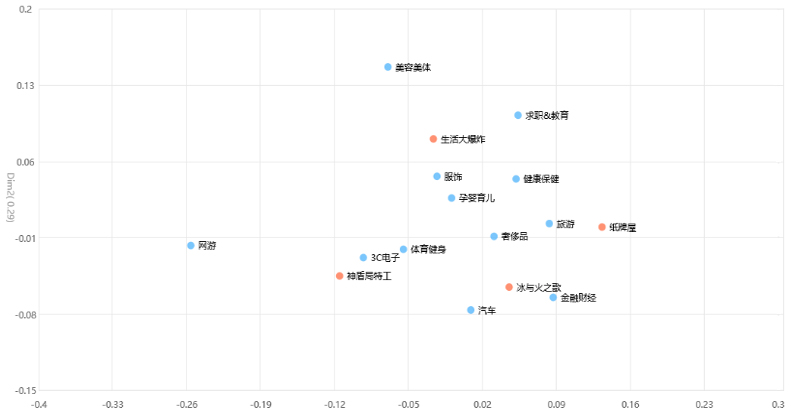 0.2
美容美体
0.13
求职&教育
生活大爆炸
0.06
服饰
健康保健
孕婴育儿
Dim2( 0.29)
旅游
纸牌屋
奢侈品
-0.01
网游
体育健身
3C电子
神盾局特工
冰与火之歌
金融财经
-0.08
汽车
-0.15
-0.4
-0.33
-0.26
-0.19
-0.12
-0.05
0.02
0.09
0.16
0.23
0.3